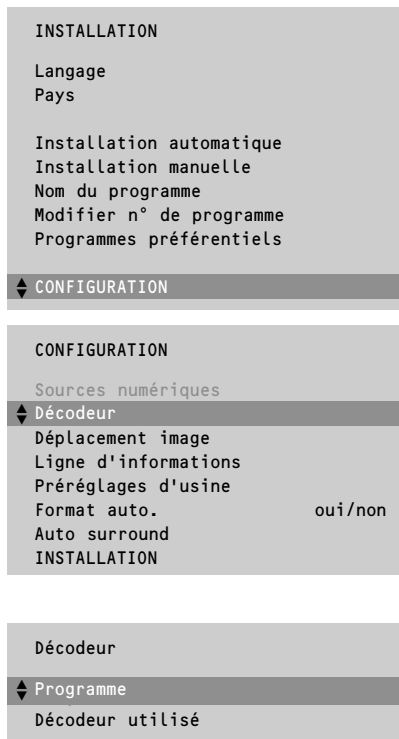 INSTALLATION
Langage
Pays
Installation automatique
Installation manuelle
Nom du programme
Modifier n° de programme
Programmes préférentiels
CONFIGURATION
CONFIGURATION
Sources numériques
Décodeur
Déplacement image
Ligne d'informations
Préréglages d'usine
Format auto. oui/non
Auto surround
INSTALLATION
Décodeur
Programme
Décodeur utilisé